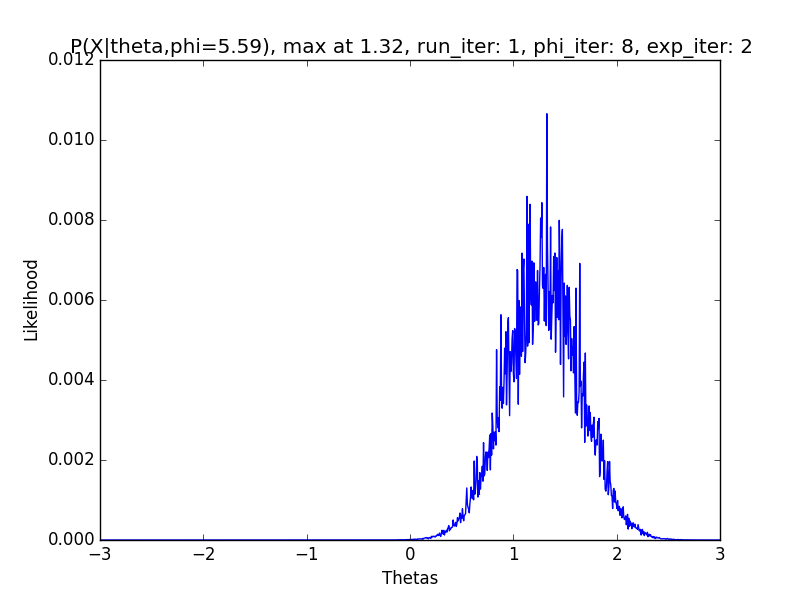 P(X|theta,phi=5.59), max at 1.32, run_iter: 1, phi_iter: 8, exp_iter: 2
0.012
0.010
0.008
0.006
0.004
0.002
0.000
Likelihood
−3 −2 −1 0 1 2 3
Thetas